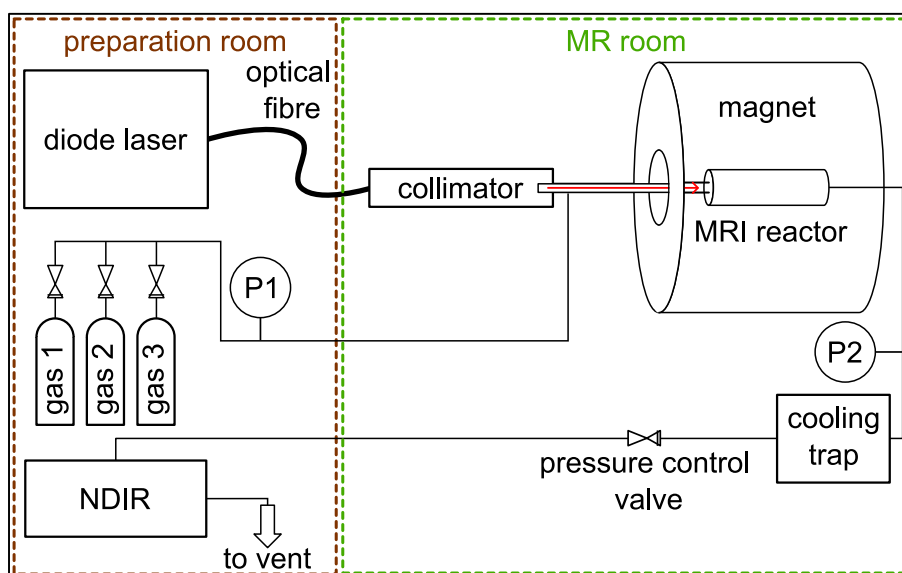 preparation room
MR room
optical
fibre
diode laser
magnet
collimator
MRI reactor
P1
gas 1
gas 2
gas 3
P2
cooling
trap
pressure control
valve
NDIR
to vent